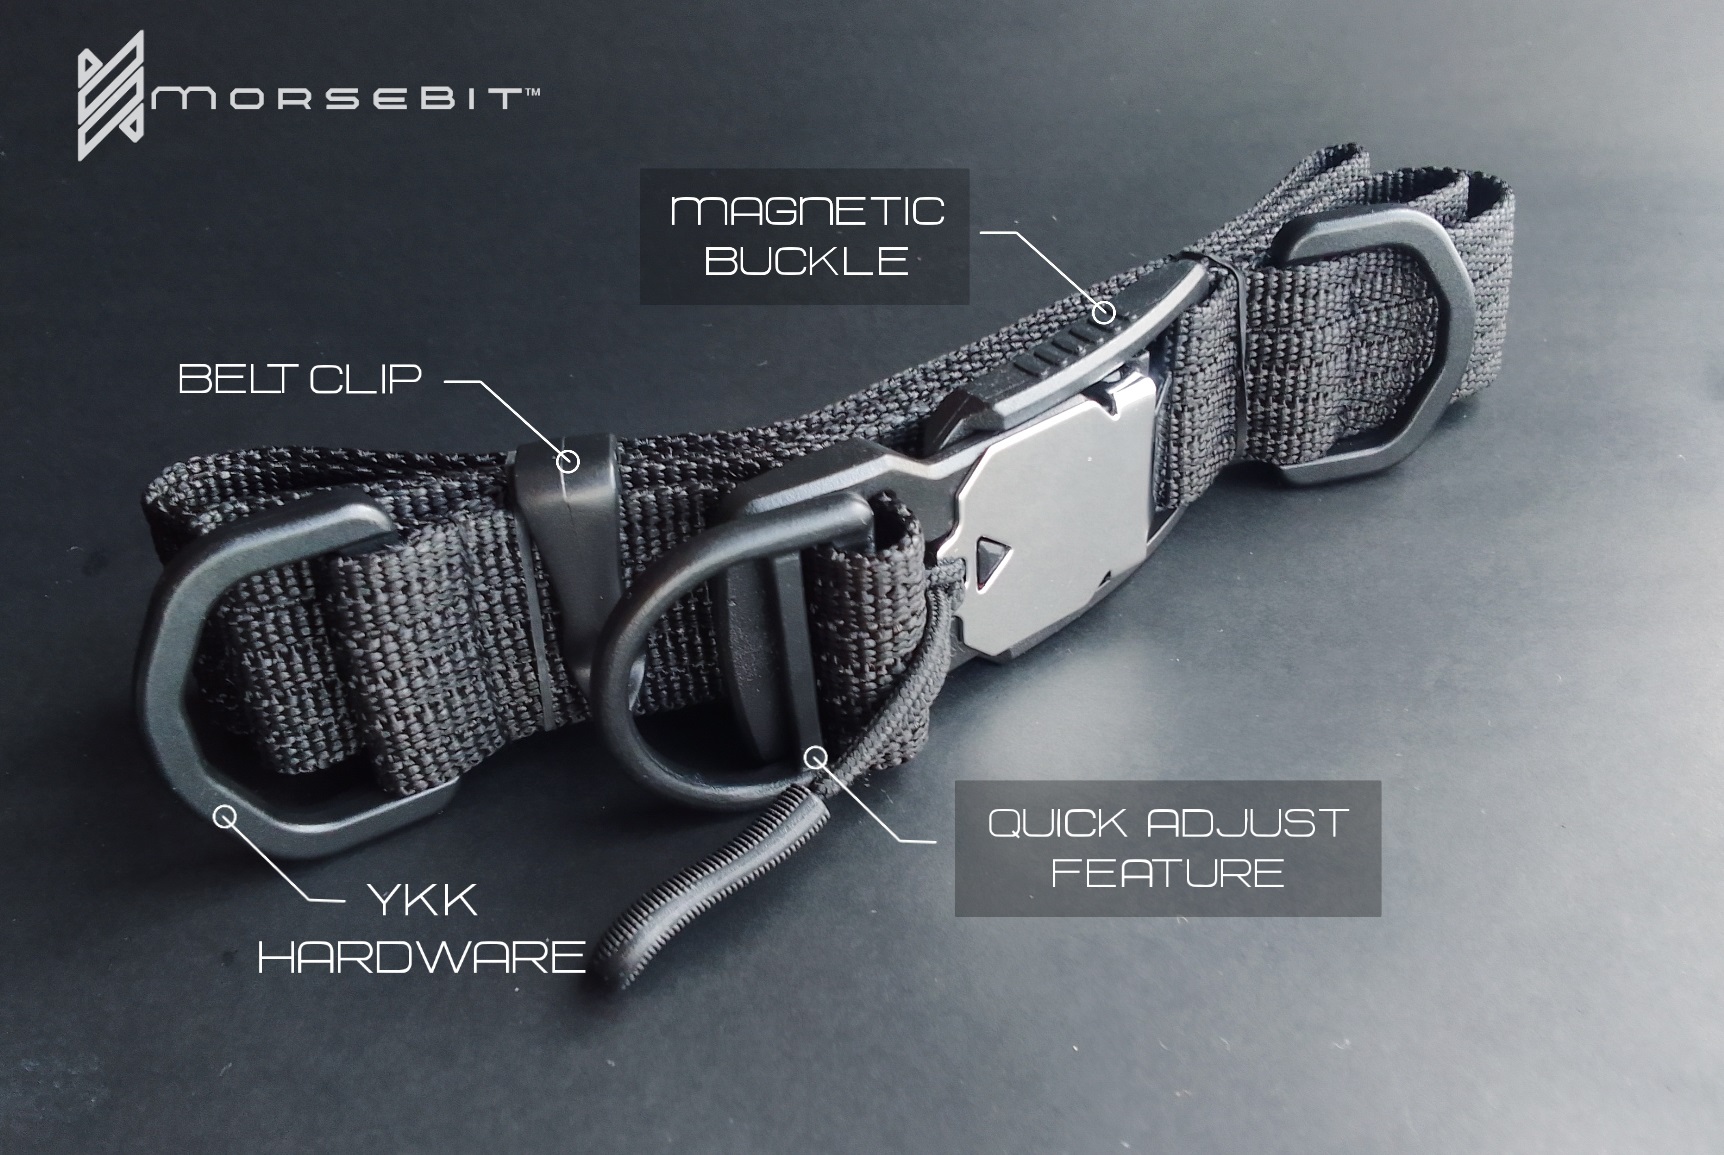 MORSEBIT™
MAGNETIC
BUCKLE
BELT CLIP
QUICK ADJUST
FEATURE
YKK
HARDWARE